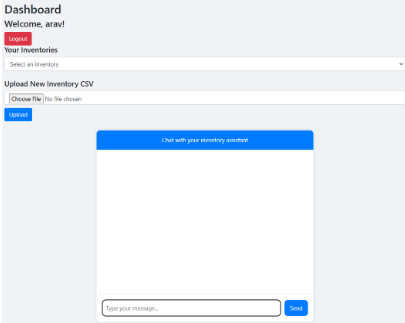 Dashboard
Welcome, arav!
Logout
Your Inventories
Select an inventory
Upload New Inventory CSV
Choose File No file chosen
Upload
Chat with your inventory assistant
Type your message...
Send